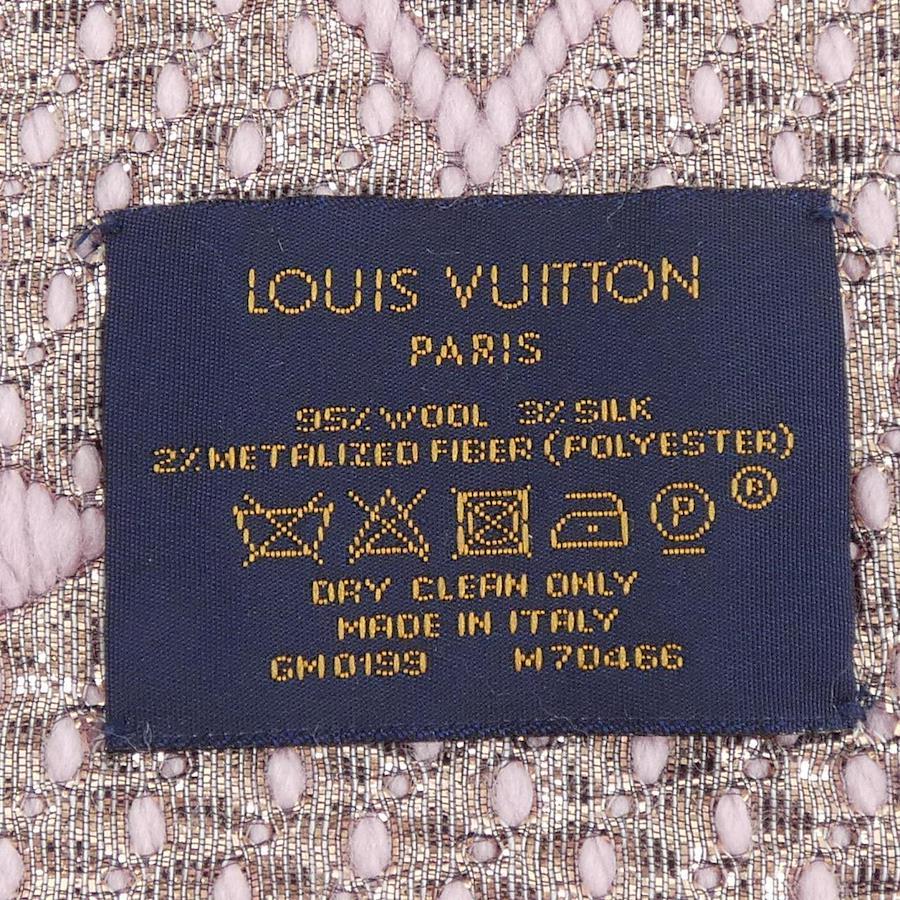 LOUIS VUITTON
PARIS
95% WOOL 3% SILK
2% METALIZED FIBER (POLYESTER)
P ®
DRY CLEAN ONLY
MADE IN ITALY
GM0199 M70466